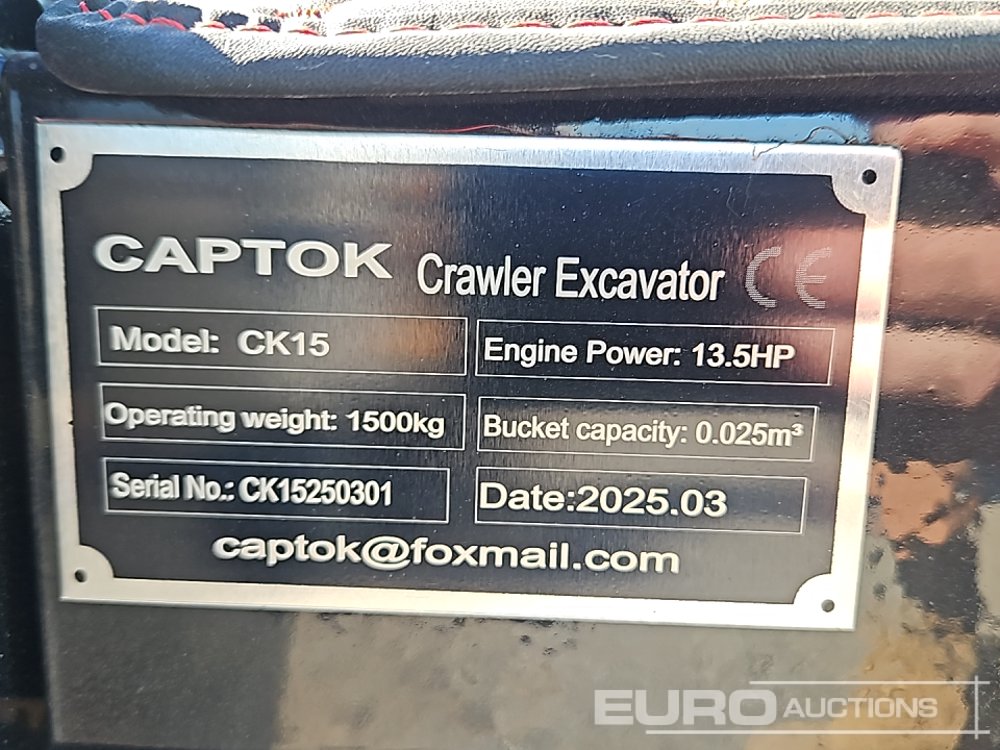 CAPTOK Crawler Excavator CE
Model: CK15
Engine Power: 13.5HP
Operating weight: 1500kg
Bucket capacity: 0.025m³
Serial No.: CK15250301
Date:2025.03
captok@foxmail.com
EURO AUCTIONS